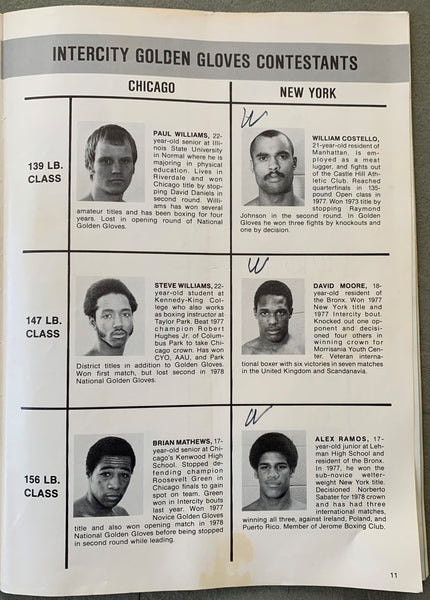 INTERCITY GOLDEN GLOVES CONTESTANTS
CHICAGO
NEW YORK
139 LB.
CLASS
PAUL WILLIAMS, 22-
year-old senior at Illi-
nois State University
in Normal where he is
majoring in physical
education. Lives in
Riverdale and won
Chicago title by stop-
ping David Daniels in
second round. Willi-
ams has won several
amateur titles and has been boxing for four
years. Lost in opening round of National
Golden Gloves.
W
WILLIAM COSTELLO,
21-year-old resident of
Manhattan. Is em-
ployed as a meat
lugger, and fights out
of the Castle Hill Ath-
letic Club. Reached
quarterfinals in 135-
pound Open class in
1977. Won 1973 title by
stopping Raymond
Johnson in the second round. In Golden
Glove he won three fights by knockouts and
one by decision.
147 LB.
CLASS
STEVE WILLIAMS, 22-
year-old student at
Kennedy-King Col-
lege who also works
as boxing instructor at
Taylor Park. Beat 1977
champion Robert
Hughes Jr. of Colum-
bus Park to take Chi-
cago crown. Has won
CYO, AAU, and Park
District titles in addition to Golden Gloves.
Won first match, but lost second in 1978
National Golden Gloves.
W
DAVID MOORE, 18-
year-old resident of
the Bronx. Won 1977
New York title and
1977 Intercity bout.
Knocked out one op-
ponent and decisi-
oned four others in
winning crown for
Morrisania Youth Cen-
ter. Veteran interna-
tional boxer with six victories in seven matches
in the United Kingdom and Scandanavia.
156 LB.
CLASS
BRIAN MATHEWS, 17-
year-old senior at Chi-
cago's Kenwood High
School. Stopped de-
fending champion
Roosevelt Green in
Chicago finals to gain
spot on team. Green
won in Intercity bouts
last year. Won 1977
Novice Golden Gloves
title and also won opening match in 1978
National Golden Gloves before being stopped
in second round while leading.
W
ALEX RAMOS, 17-
year-old junior at Leh-
man High School and
resident of the Bronx.
In 1977, he won the
sub-novice welter-
weight New York title.
Decisioned Norberto
Sabater for 1978 crown
and has had three
international matches,
winning all three, against Ireland, Poland, and
Puerto Rico. Member of Jerome Boxing Club.
11